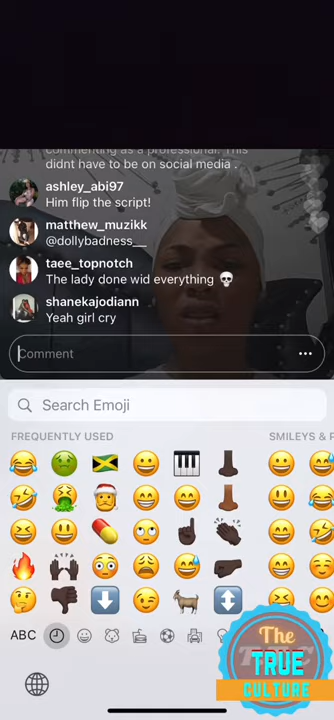 commenting as a professional. This
didnt have to be on social media .
ashley_abi97
Him flip the script!
matthew_muzikk
@dollybadness__
taee_topnotch
The lady done wid everything 💀
shanekajodiann
Yeah girl cry
Comment
Search Emoji
FREQUENTLY USED
SMILEYS & P
ABC
The
TRUE
CULTURE